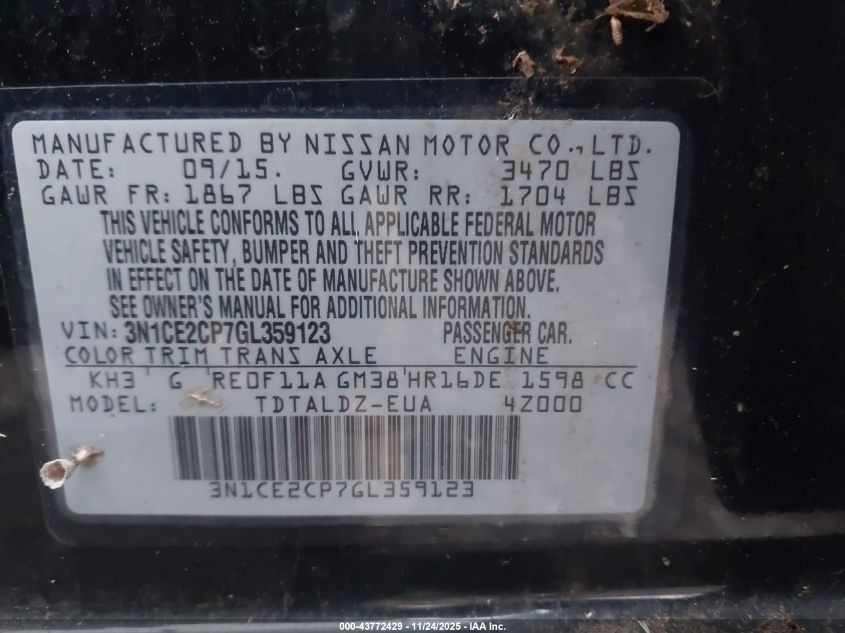 MANUFACTURED BY NISSAN MOTOR CO.,LTD.
DATE: 09/15. GVWR: 3470 LBS
GAWR FR: 1867 LBS GAWR RR: 1704 LBS
THIS VEHICLE CONFORMS TO ALL APPLICABLE FEDERAL MOTOR
VEHICLE SAFETY, BUMPER AND THEFT PREVENTION STANDARDS
IN EFFECT ON THE DATE OF MANUFACTURE SHOWN ABOVE.
SEE OWNER'S MANUAL FOR ADDITIONAL INFORMATION.
VIN: 3N1CE2CP7GL359123 PASSENGER CAR.
COLOR TRIM TRANS AXLE ENGINE
KH3 G RE0F11A GM38 HR16DE 1598 CC
MODEL: TDTALDZ-EUA 4Z000
3N1CE2CP7GL359123
000-43772429 - 11/24/2025 - IAA Inc.